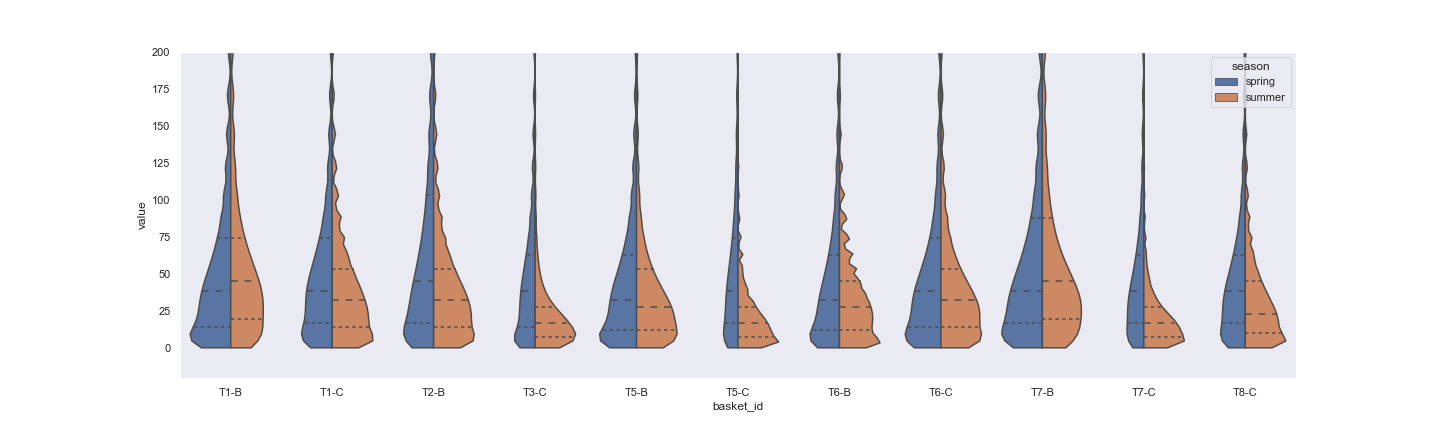 200
175
150
125
100
75
50
25
0
value
season
spring
summer
T1-B T1-C T2-B T3-C T5-B T5-C T6-B T6-C T7-B T7-C T8-C
basket_id